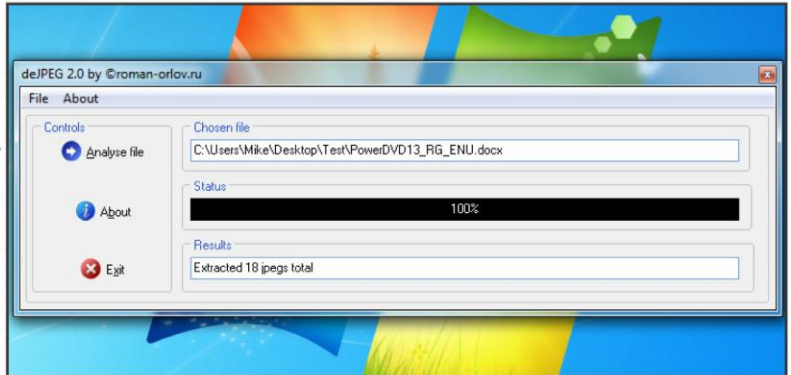 deJPEG 2.0 by ©roman-orlov.ru
File About
Controls
Analyse file
About
Exit
Chosen file
C:\Users\Mike\Desktop\Test\PowerDVD13_RG_ENU.docx
Status
100%
Results
Extracted 18 jpegs total